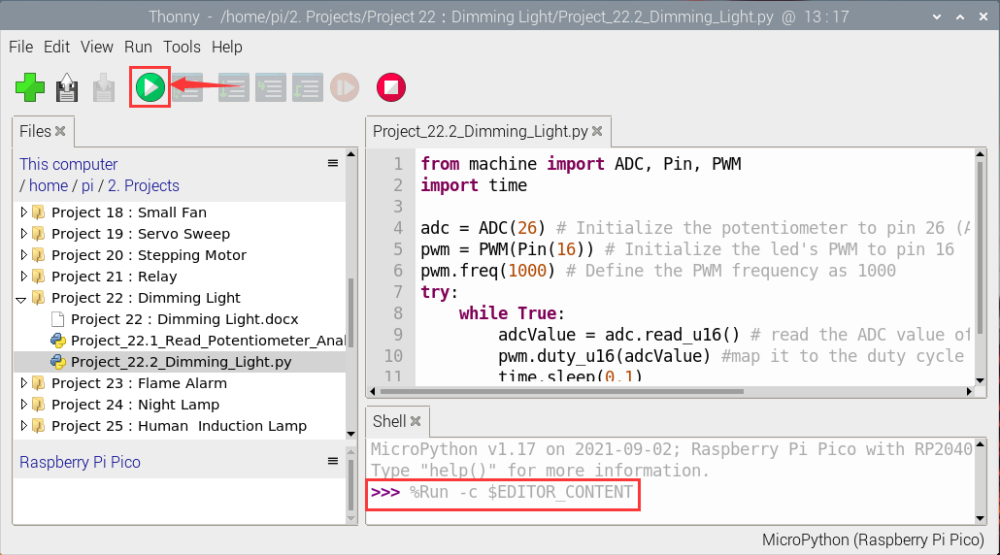 Thonny - /home/pi/2. Projects/Project 22 : Dimming Light/Project_22.2_Dimming_Light.py @ 13 : 17
File Edit View Run Tools Help
Files
This computer
/ home / pi / 2. Projects
Project 18 : Small Fan
Project 19 : Servo Sweep
Project 20 : Stepping Motor
Project 21 : Relay
Project 22 : Dimming Light
Project 22 : Dimming Light.docx
Project_22.1_Read_Potentiometer_Anal
Project_22.2_Dimming_Light.py
Project 23 : Flame Alarm
Project 24 : Night Lamp
Project 25 : Human  Induction Lamp
Raspberry Pi Pico
Project_22.2_Dimming_Light.py
1 from machine import ADC, Pin, PWM
2 import time
3
4 adc = ADC(26) # Initialize the potentiometer to pin 26 (A
5 pwm = PWM(Pin(16)) # Initialize the led's PWM to pin 16
6 pwm.freq(1000) # Define the PWM frequency as 1000
7 try:
8     while True:
9         adcValue = adc.read_u16() # read the ADC value of
10         pwm.duty_u16(adcValue) #map it to the duty cycle
11         time.sleep(0.1)
Shell
MicroPython v1.17 on 2021-09-02; Raspberry Pi Pico with RP2040
Type "help()" for more information.
>>> %Run -c $EDITOR_CONTENT
MicroPython (Raspberry Pi Pico)